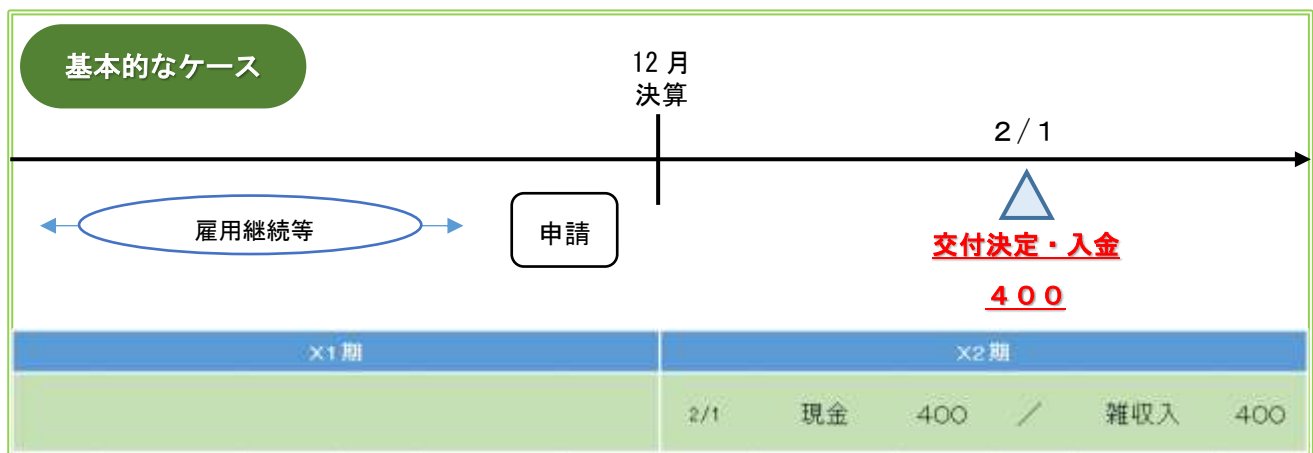 基本的なケース
12 月
決算
2/1
雇用継続等
申請
交付決定・入金
400
X1期
X2期
2/1 現金 400 / 雑収入 400